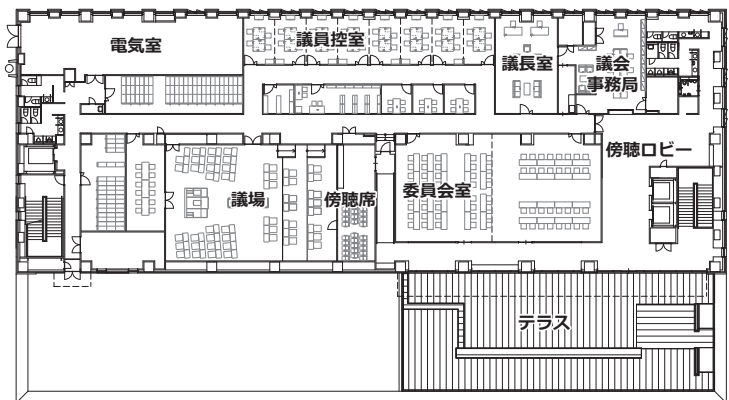 電気室
議員控室
議長室
議会
事務局
傍聴ロビー
議場
傍聴席
委員会室
テラス